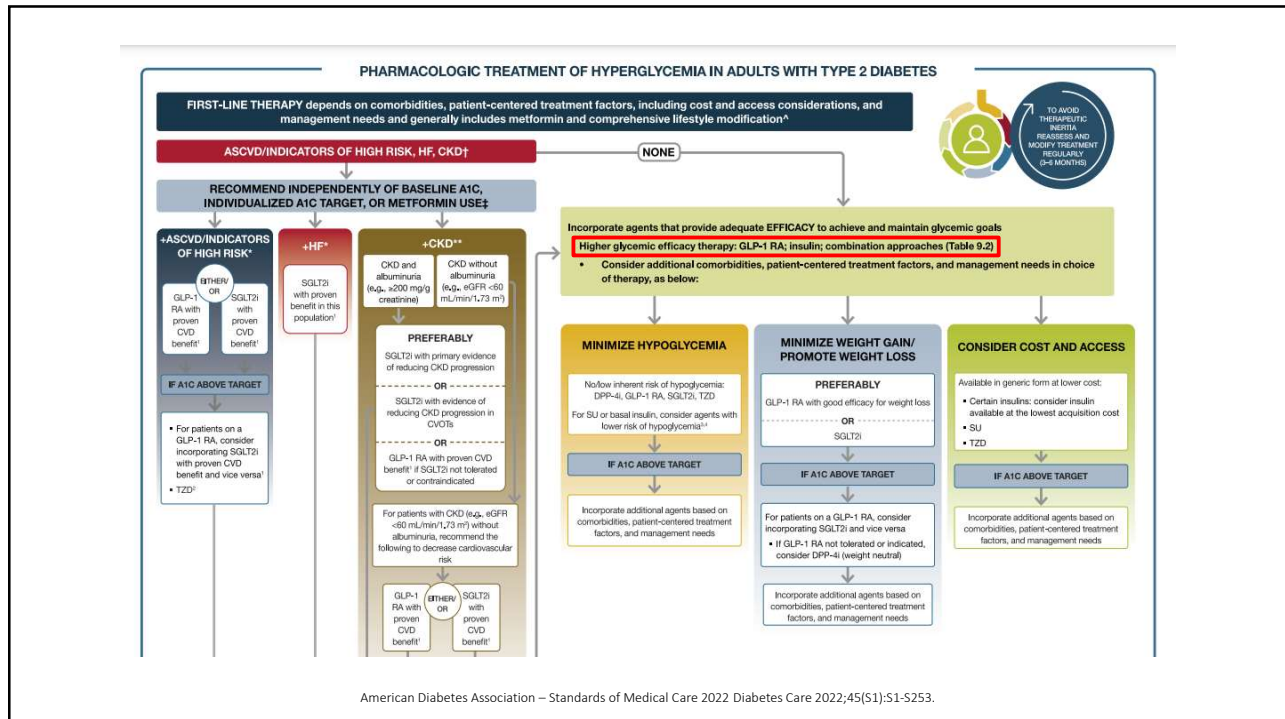 PHARMACOLOGIC TREATMENT OF HYPERGLYCEMIA IN ADULTS WITH TYPE 2 DIABETES
FIRST-LINE THERAPY depends on comorbidities, patient-centered treatment factors, including cost and access considerations, and
management needs and generally includes metformin and comprehensive lifestyle modification^
TO AVOID
THERAPEUTIC
INERTIA
REASSESS AND
MODIFY TREATMENT
REGULARLY
(3–6 MONTHS)
ASCVD/INDICATORS OF HIGH RISK, HF, CKD†
NONE
RECOMMEND INDEPENDENTLY OF BASELINE A1C,
INDIVIDUALIZED A1C TARGET, OR METFORMIN USE‡
+ASCVD/INDICATORS
OF HIGH RISK*
EITHER/
OR
GLP-1
RA with
proven
CVD
benefit¹
SGLT2i
with
proven
CVD
benefit¹
IF A1C ABOVE TARGET
▪ For patients on a
GLP-1 RA, consider
incorporating SGLT2i
with proven CVD
benefit and vice versa¹
▪ TZD²
+HF*
SGLT2i
with proven
benefit in this
population¹
+CKD**
CKD and
albuminuria
(e.g., ≥200 mg/g
creatinine)
CKD without
albuminuria
(e.g., eGFR <60
mL/min/1.73 m²)
PREFERABLY
SGLT2i with primary evidence
of reducing CKD progression
OR
SGLT2i with evidence of
reducing CKD progression in
CVOTs
OR
GLP-1 RA with proven CVD
benefit¹ if SGLT2i not tolerated
or contraindicated
For patients with CKD (e.g., eGFR
<60 mL/min/1.73 m²) without
albuminuria, recommend the
following to decrease cardiovascular
risk
GLP-1
RA with
proven
CVD
benefit¹
EITHER/
OR
SGLT2i
with
proven
CVD
benefit¹
Incorporate agents that provide adequate EFFICACY to achieve and maintain glycemic goals
Higher glycemic efficacy therapy: GLP-1 RA; insulin; combination approaches (Table 9.2)
• Consider additional comorbidities, patient-centered treatment factors, and management needs in choice
of therapy, as below:
MINIMIZE HYPOGLYCEMIA
No/low inherent risk of hypoglycemia:
DPP-4i, GLP-1 RA, SGLT2i, TZD
For SU or basal insulin, consider agents with
lower risk of hypoglycemia³,⁴
IF A1C ABOVE TARGET
Incorporate additional agents based on
comorbidities, patient-centered treatment
factors, and management needs
MINIMIZE WEIGHT GAIN/
PROMOTE WEIGHT LOSS
PREFERABLY
GLP-1 RA with good efficacy for weight loss
OR
SGLT2i
IF A1C ABOVE TARGET
For patients on a GLP-1 RA, consider
incorporating SGLT2i and vice versa
• If GLP-1 RA not tolerated or indicated,
consider DPP-4i (weight neutral)
Incorporate additional agents based on
comorbidities, patient-centered treatment
factors, and management needs
CONSIDER COST AND ACCESS
Available in generic form at lower cost:
• Certain insulins: consider insulin
available at the lowest acquisition cost
• SU
• TZD
IF A1C ABOVE TARGET
Incorporate additional agents based on
comorbidities, patient-centered treatment
factors, and management needs
American Diabetes Association – Standards of Medical Care 2022 Diabetes Care 2022;45(S1):S1-S253.